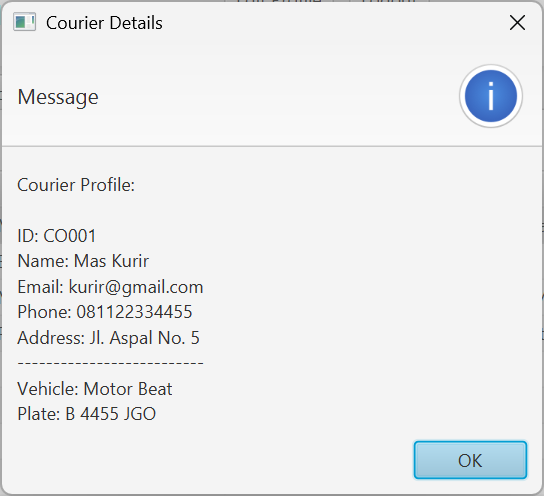 Courier Details
Message
i
Courier Profile:
ID: CO001
Name: Mas Kurir
Email: kurir@gmail.com
Phone: 081122334455
Address: Jl. Aspal No. 5
--------------------------
Vehicle: Motor Beat
Plate: B 4455 JGO
OK